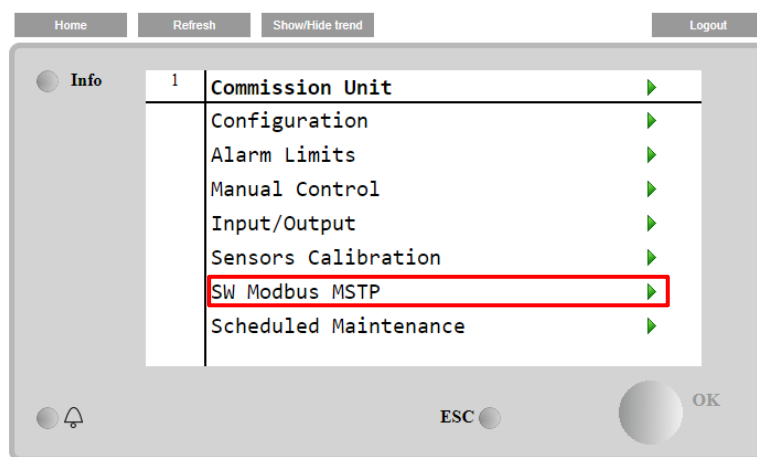 Home Refresh Show/Hide trend Logout
Info
1 Commission Unit
Configuration
Alarm Limits
Manual Control
Input/Output
Sensors Calibration
SW Modbus MSTP
Scheduled Maintenance
ESC OK